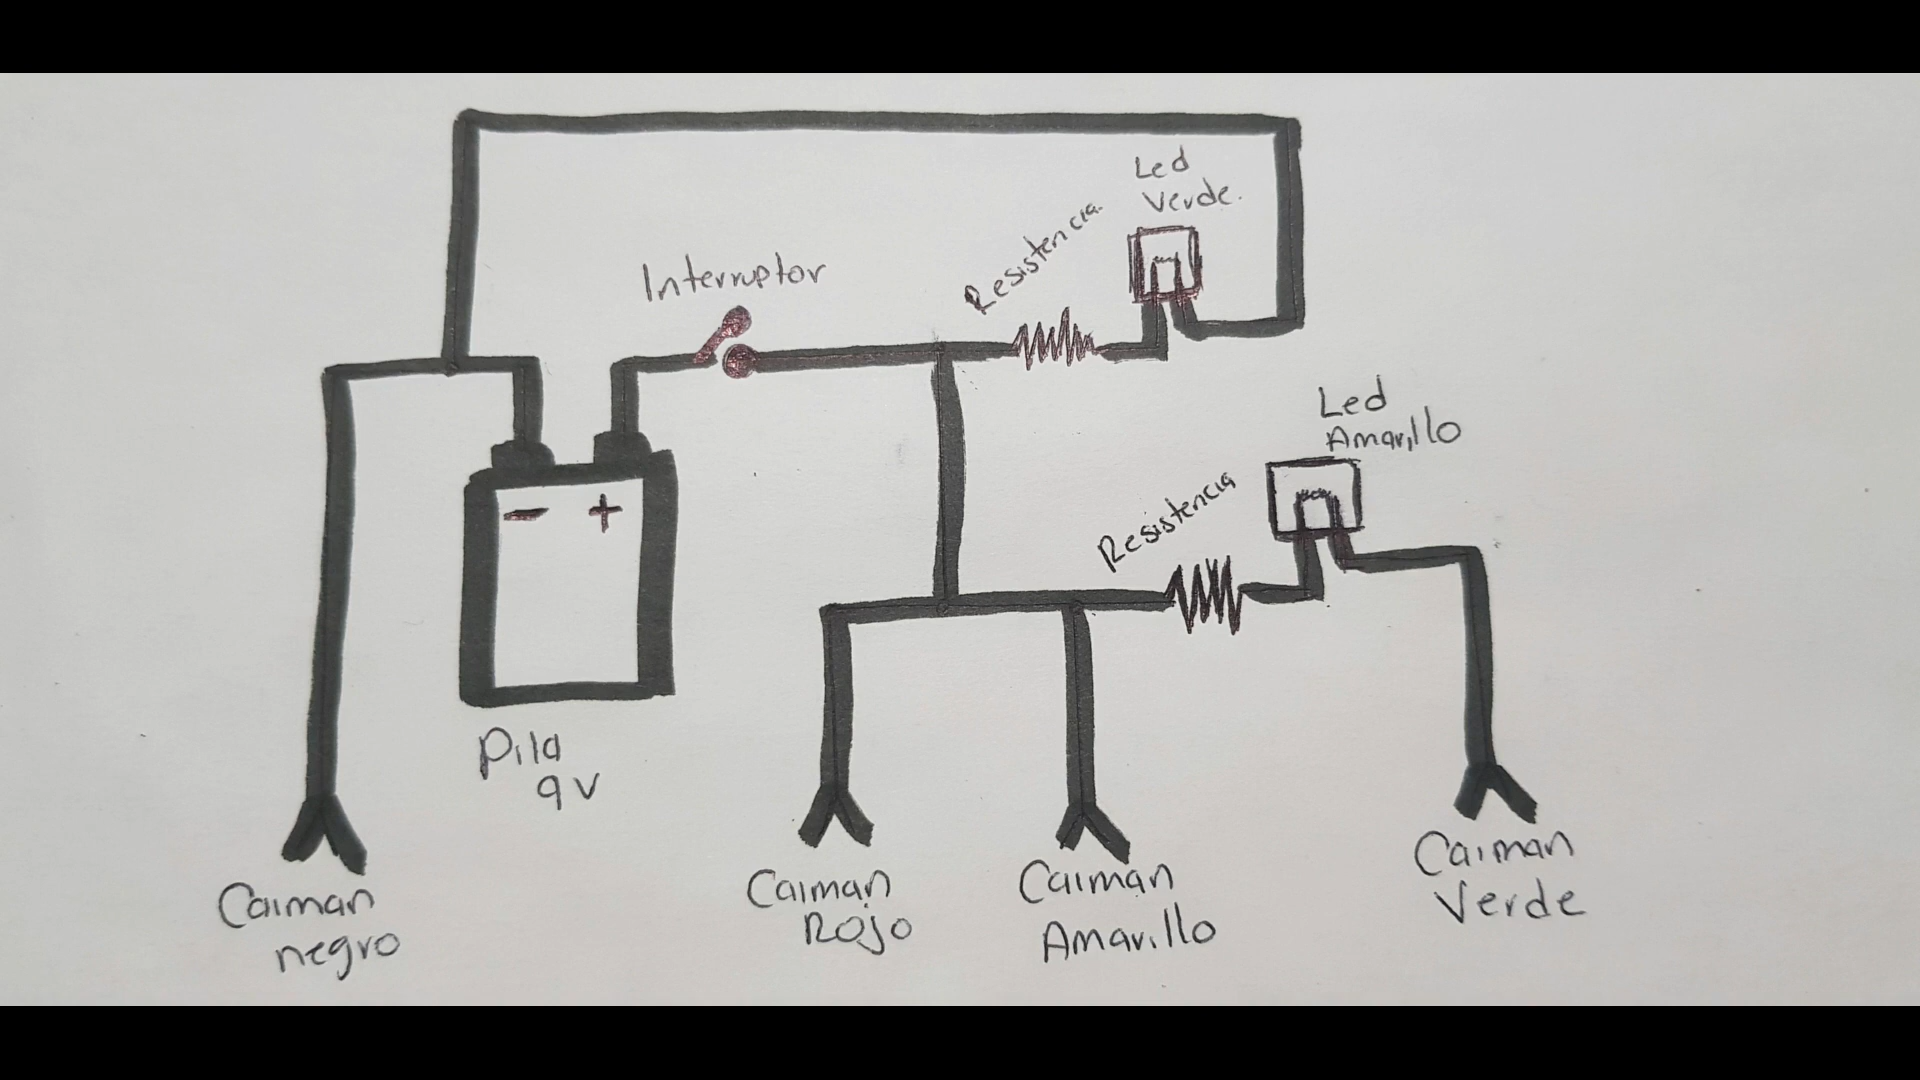 Led
Verde.
Resistencia.
Interruptor
Led
Amarillo
Resistencia
- +
Pila
9v
Caiman
negro
Caiman
Rojo
Caiman
Amarillo
Caiman
Verde